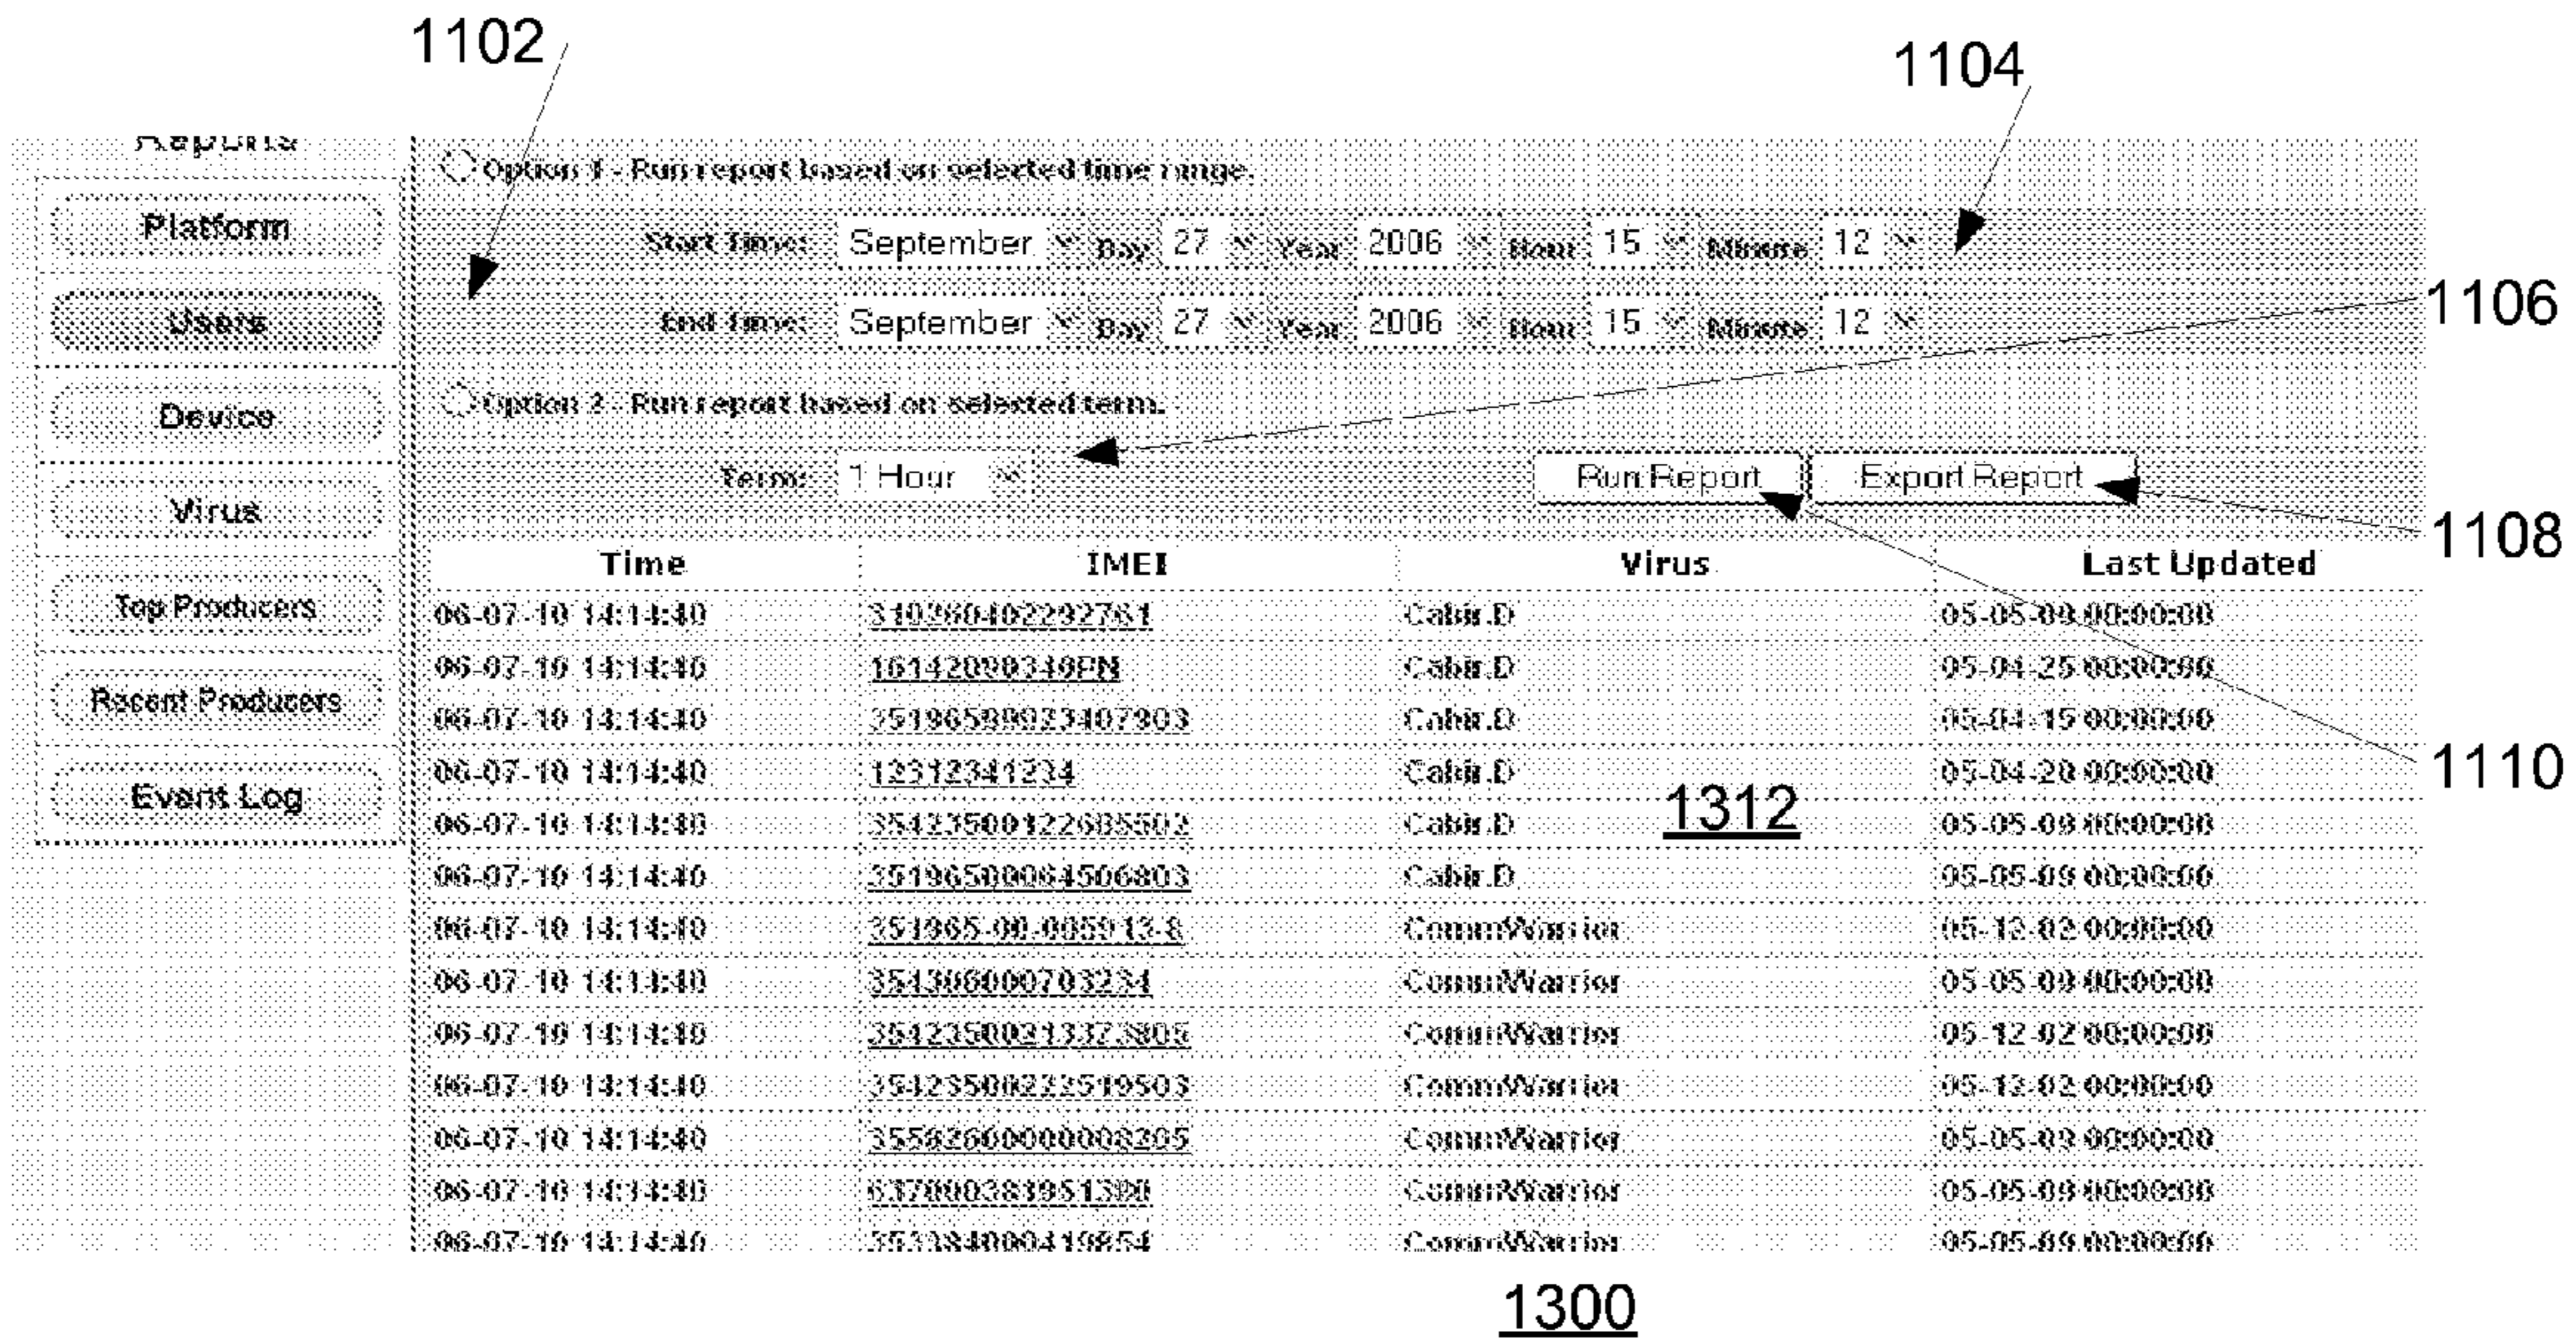 1102
1104
Reports
Option 1 - Run report based on selected time range.
Platform
Start Time: September Day 27 Year 2006 Hour 15 Minute 12
1106
Users
End Time: September Day 27 Year 2006 Hour 15 Minute 12
Device
Option 2 - Run report based on selected term.
Term: 1 Hour Run Report Export Report
Virus
1108
Time IMEI Virus Last Updated
Top Producers
06-07-10 14:14:40 310260402292761 Cabir.D 05-05-09 00:00:00
06-07-10 14:14:40 Cabir.D 05-04-25 00:00:00
Recent Producers
06-07-10 14:14:40 Cabir.D 05-04-15 00:00:00
1110
06-07-10 14:14:40 12312341234 Cabir.D 05-04-20 00:00:00
Event Log
1312
06-07-10 14:14:40 Cabir.D 05-05-09 00:00:00
06-07-10 14:14:40 Cabir.D 05-05-09 00:00:00
06-07-10 14:14:40 CommWarrior 05-12-02 00:00:00
06-07-10 14:14:40 CommWarrior 05-05-09 00:00:00
06-07-10 14:14:40 CommWarrior 05-12-02 00:00:00
06-07-10 14:14:40 CommWarrior 05-12-02 00:00:00
06-07-10 14:14:40 CommWarrior 05-05-09 00:00:00
06-07-10 14:14:40 CommWarrior 05-05-09 00:00:00
06-07-10 14:14:40 CommWarrior 05-05-09 00:00:00
1300